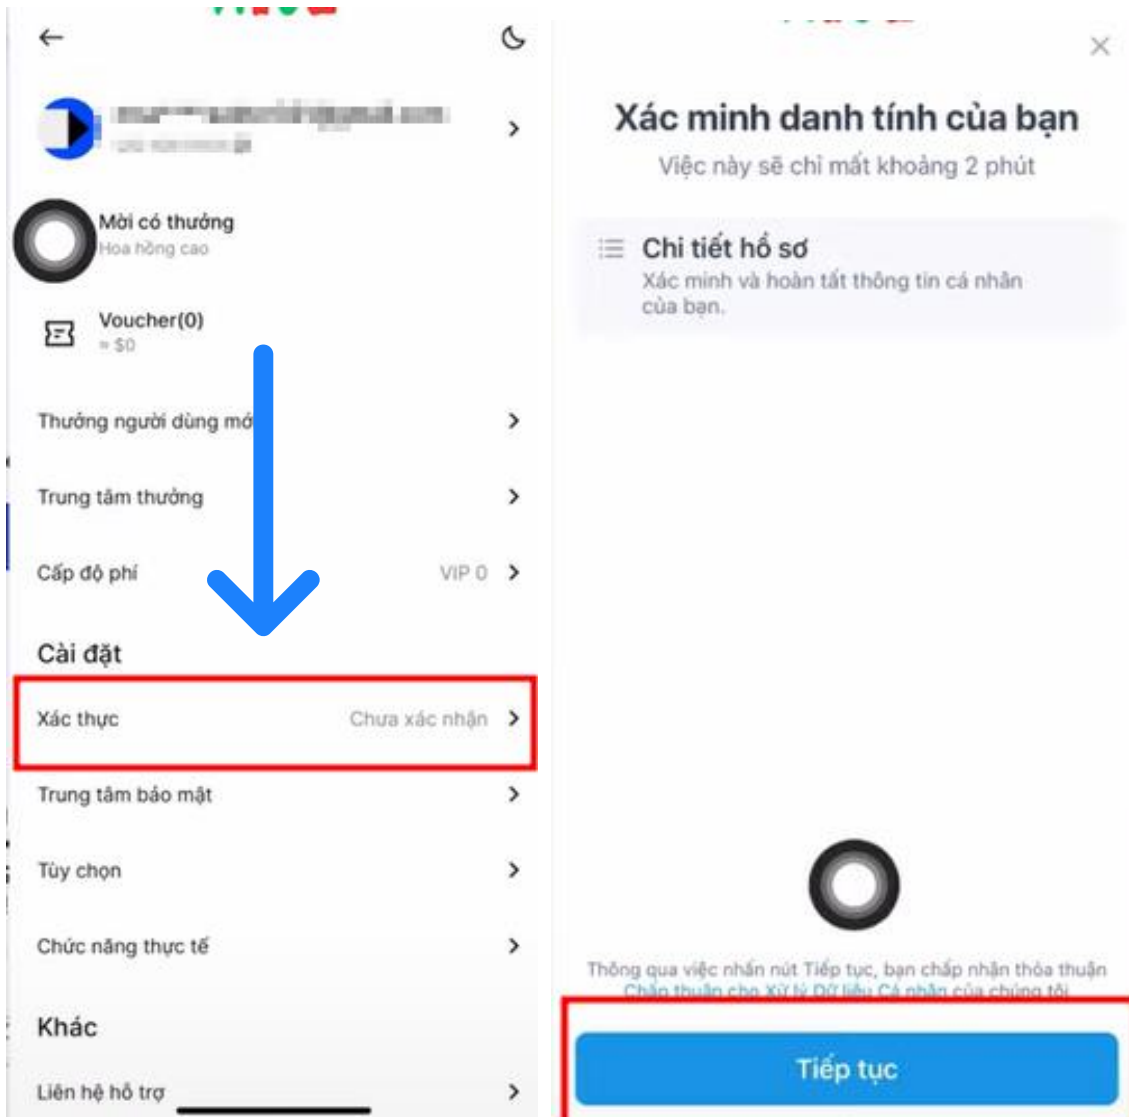 Mời có thưởng
Hoa hồng cao
Voucher(0)
≈ $0
Thưởng người dùng mớ
Trung tâm thưởng
Cấp độ phí
VIP 0
Cài đặt
Xác thực
Chưa xác nhận
Trung tâm bảo mật
Tùy chọn
Chức năng thực tế
Khác
Liên hệ hỗ trợ
Xác minh danh tính của bạn
Việc này sẽ chỉ mất khoảng 2 phút
Chi tiết hồ sơ
Xác minh và hoàn tất thông tin cá nhân
của bạn.
Thông qua việc nhấn nút Tiếp tục, bạn chấp nhận thỏa thuận
Chấp thuận cho Xử lý Dữ liệu Cá nhân của chúng tôi
Tiếp tục